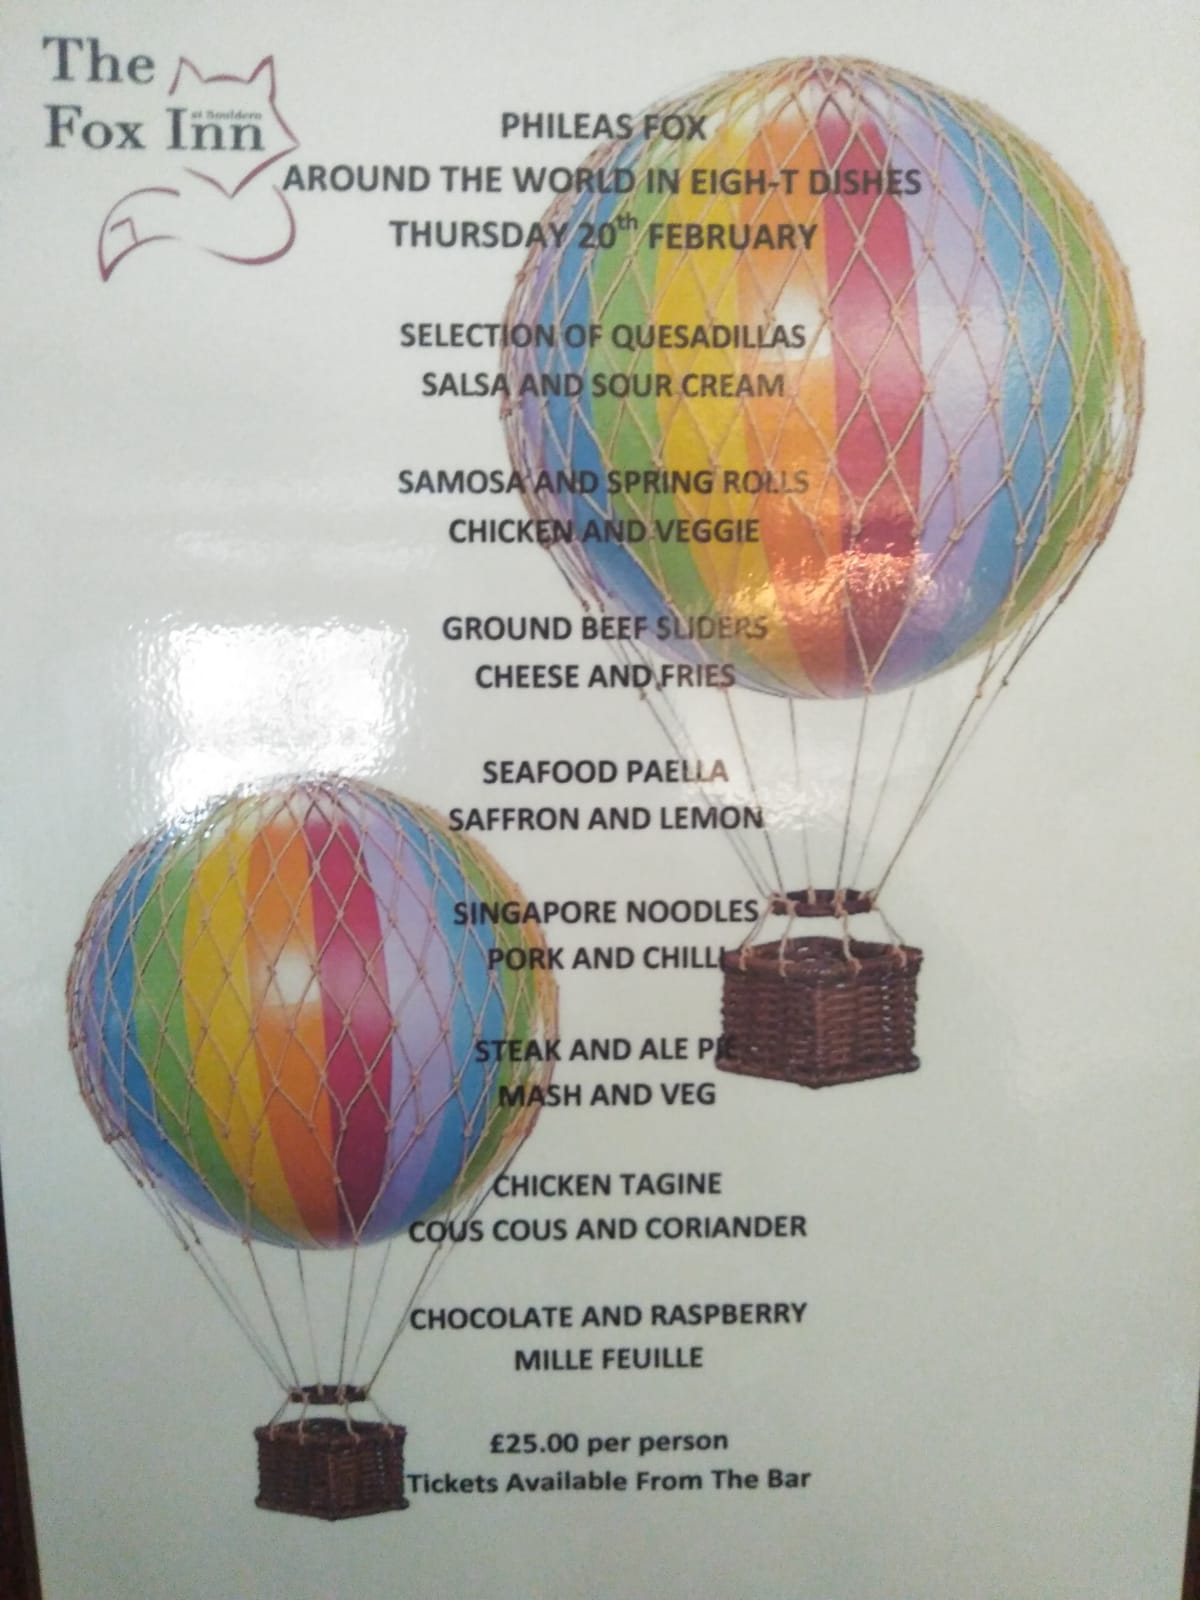 The
Fox Inn
at Souldern
PHILEAS FOX
AROUND THE WORLD IN EIGH-T DISHES
THURSDAY 20th FEBRUARY
SELECTION OF QUESADILLAS
SALSA AND SOUR CREAM
SAMOSA AND SPRING ROLLS
CHICKEN AND VEGGIE
GROUND BEEF SLIDERS
CHEESE AND FRIES
SEAFOOD PAELLA
SAFFRON AND LEMON
SINGAPORE NOODLES
PORK AND CHILLI
STEAK AND ALE PIE
MASH AND VEG
CHICKEN TAGINE
COUS COUS AND CORIANDER
CHOCOLATE AND RASPBERRY
MILLE FEUILLE
£25.00 per person
Tickets Available From The Bar